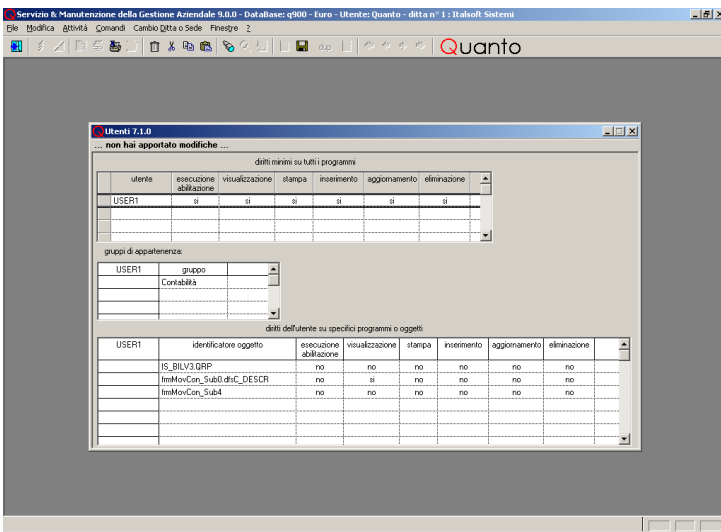 Servizio & Manutenzione della Gestione Aziendale 9.0.0 - DataBase: q900 - Euro - Utente: Quanto - ditta n° 1 : Italsoft Sistemi
File Modifica Attività Comandi Cambio Ditta o Sede Finestre ?
dup Quanto
Utenti 7.1.0
... non hai apportato modifiche ...
diritti minimi su tutti i programmi
utente esecuzione abilitazione visualizzazione stampa inserimento aggiornamento eliminazione
USER1 si si si si si si
gruppi di appartenenza:
USER1 gruppo
Contabilità
diritti dell'utente su specifici programmi o oggetti
USER1 identificatore oggetto esecuzione abilitazione visualizzazione stampa inserimento aggiornamento eliminazione
IS_BILV3.QRP no no no no no no
frmMovCon_Sub0.dfsC_DESCR no si no no no no
frmMovCon_Sub4 no no no no no no